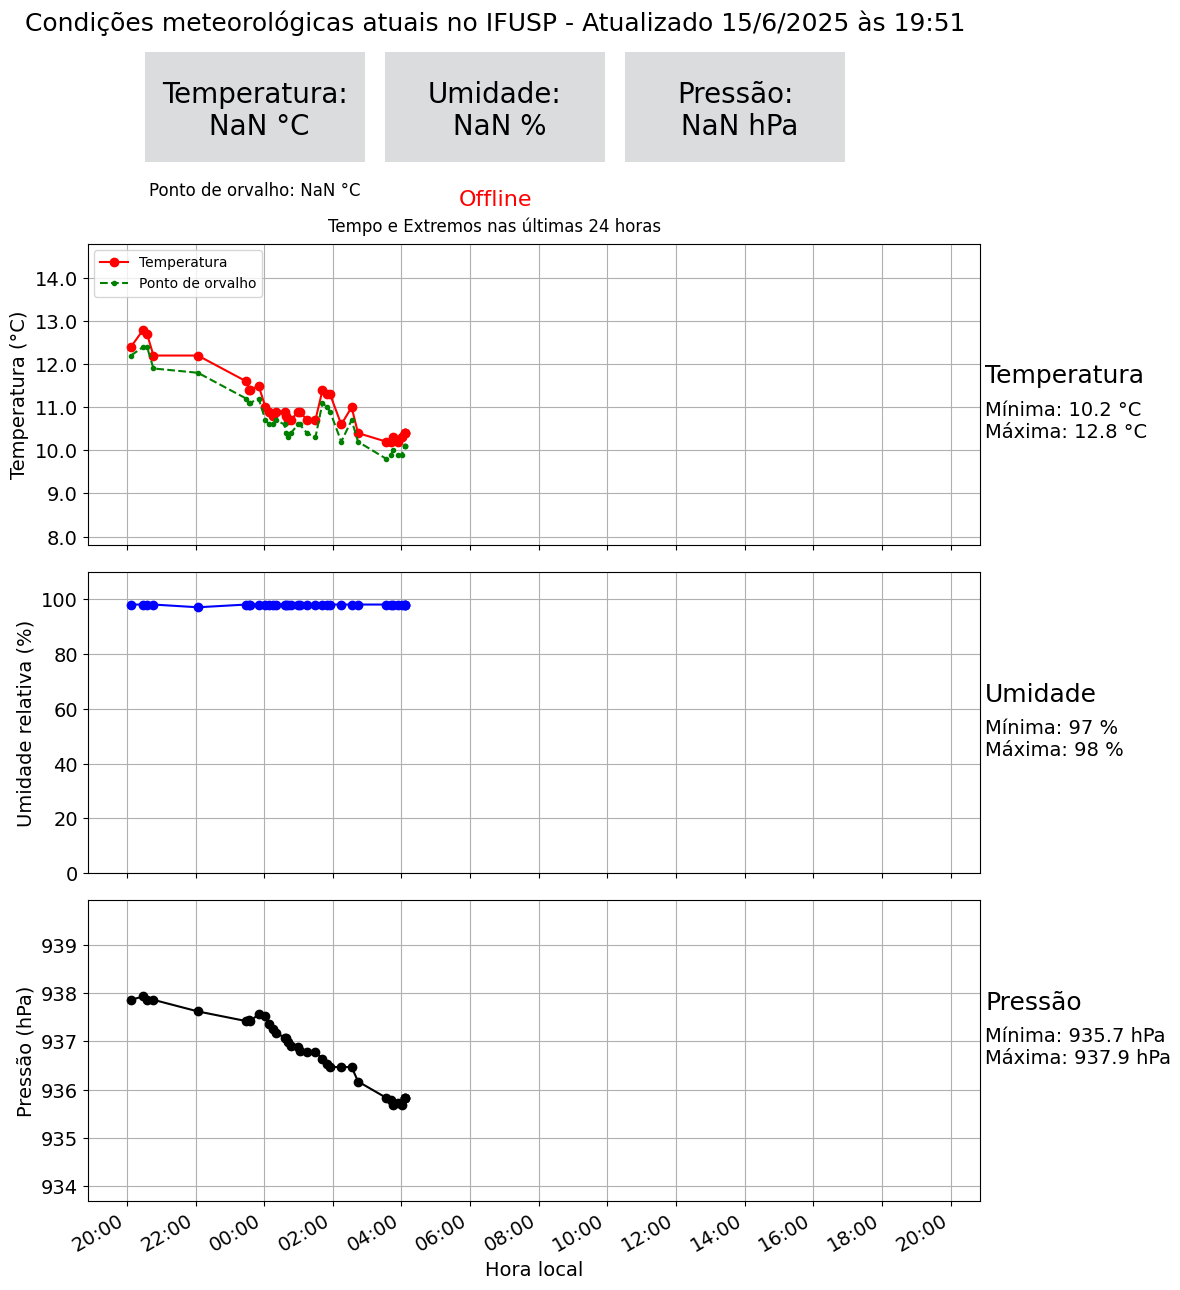 Condições meteorológicas atuais no IFUSP - Atualizado 15/6/2025 às 19:51
Temperatura:
NaN °C
Umidade:
NaN %
Pressão:
NaN hPa
Ponto de orvalho: NaN °C
Offline
Tempo e Extremos nas últimas 24 horas
Temperatura
Ponto de orvalho
Temperatura (°C)
14.0
13.0
12.0
11.0
10.0
9.0
8.0
Temperatura
Mínima: 10.2 °C
Máxima: 12.8 °C
Umidade relativa (%)
100
80
60
40
20
0
Umidade
Mínima: 97 %
Máxima: 98 %
Pressão (hPa)
939
938
937
936
935
934
Pressão
Mínima: 935.7 hPa
Máxima: 937.9 hPa
20:00 22:00 00:00 02:00 04:00 06:00 08:00 10:00 12:00 14:00 16:00 18:00 20:00
Hora local